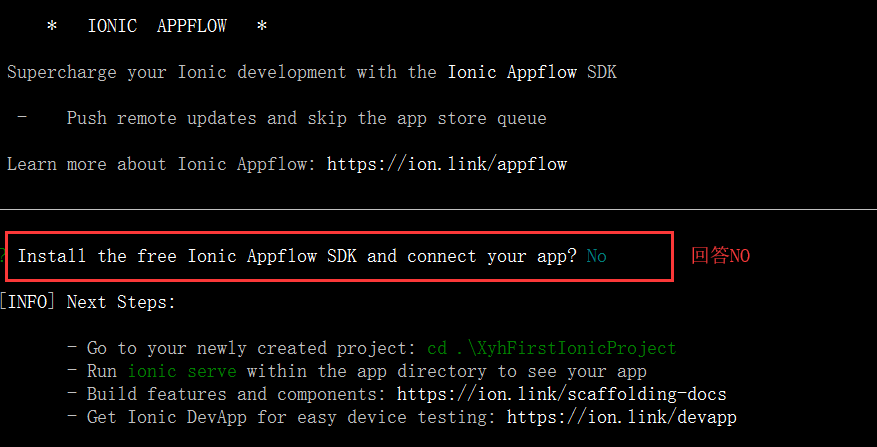 * IONIC APPFLOW *
Supercharge your Ionic development with the Ionic Appflow SDK
- Push remote updates and skip the app store queue
Learn more about Ionic Appflow: https://ion.link/appflow
? Install the free Ionic Appflow SDK and connect your app? No 回答NO
[INFO] Next Steps:
- Go to your newly created project: cd .\XyhFirstIonicProject
- Run ionic serve within the app directory to see your app
- Build features and components: https://ion.link/scaffolding-docs
- Get Ionic DevApp for easy device testing: https://ion.link/devapp